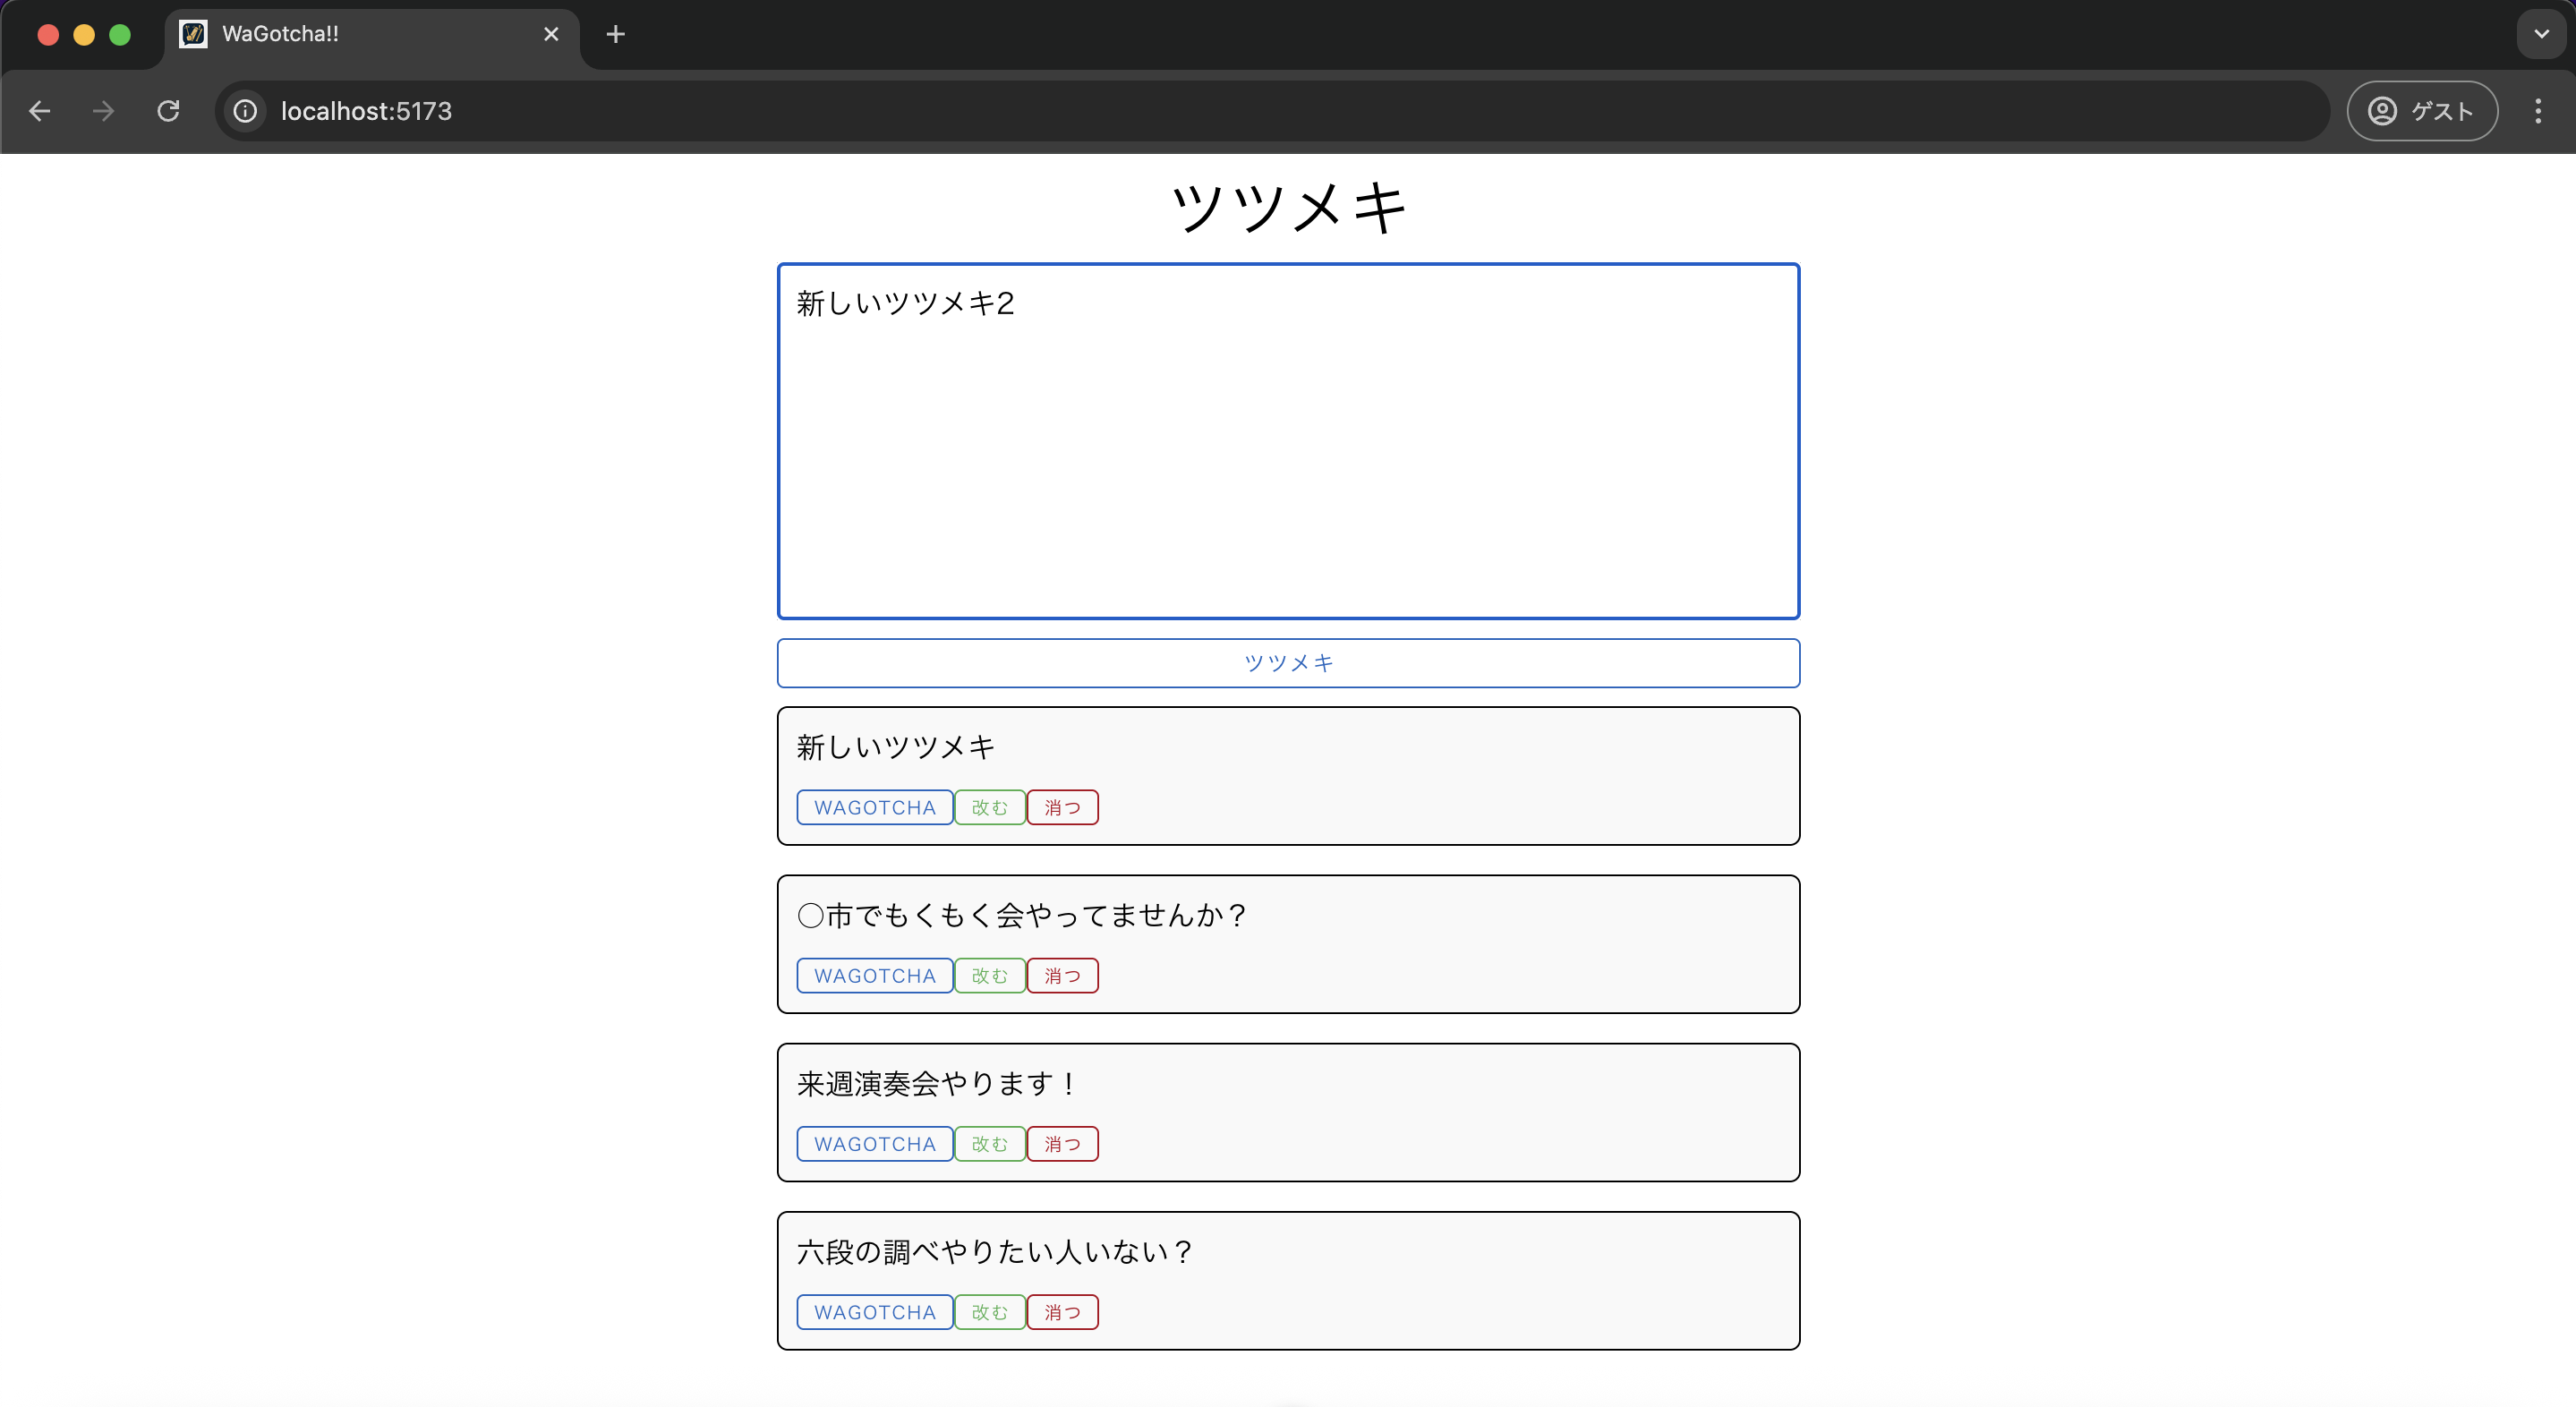 WaGotcha!!
localhost:5173
ゲスト
ツツメキ
新しいツツメキ2
ツツメキ
新しいツツメキ
WAGOTCHA 改む 消つ
〇市でもくもく会やってませんか？
WAGOTCHA 改む 消つ
来週演奏会やります！
WAGOTCHA 改む 消つ
六段の調べやりたい人いない？
WAGOTCHA 改む 消つ